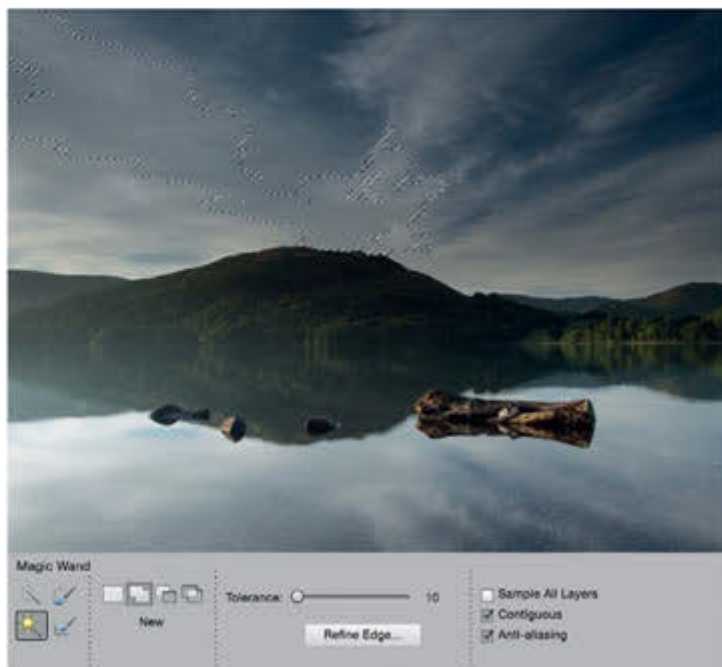 Magic Wand
New
Tolerance: 10
Refine Edge...
Sample All Layers
Contiguous
Anti-aliasing